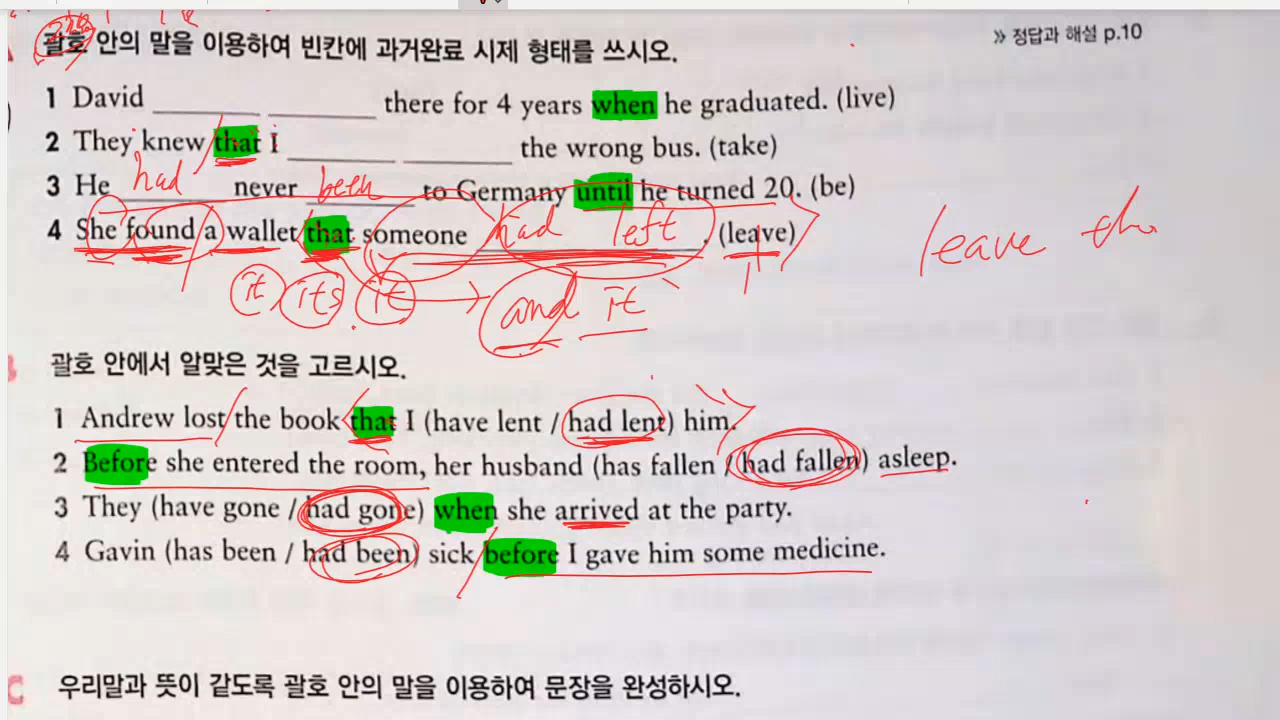 괄호 안의 말을 이용하여 빈칸에 과거완료 시제 형태를 쓰시오.
» 정답과 해설 p.10
1 David ________ ________ there for 4 years when he graduated. (live)
2 They knew that I ________ ________ the wrong bus. (take)
3 He had never been to Germany until he turned 20. (be)
4 She found a wallet that someone had left. (leave)
leave the
it its it
and it
B 괄호 안에서 알맞은 것을 고르시오.
1 Andrew lost the book that I (have lent / had lent) him.
2 Before she entered the room, her husband (has fallen / had fallen) asleep.
3 They (have gone / had gone) when she arrived at the party.
4 Gavin (has been / had been) sick before I gave him some medicine.
C 우리말과 뜻이 같도록 괄호 안의 말을 이용하여 문장을 완성하시오.